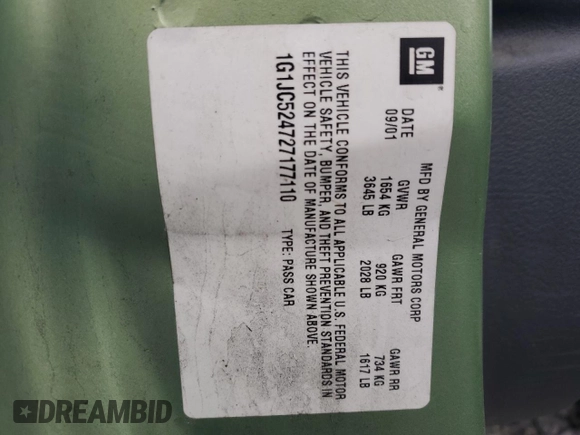 GM
MFD BY GENERAL MOTORS CORP
DATE GVWR GAWR FRT GAWR RR
09/01 1654 KG 920 KG 734 KG
3645 LB 2028 LB 1617 LB
THIS VEHICLE CONFORMS TO ALL APPLICABLE U.S. FEDERAL MOTOR
VEHICLE SAFETY, BUMPER, AND THEFT PREVENTION STANDARDS IN
EFFECT ON THE DATE OF MANUFACTURE SHOWN ABOVE.
1G1JC524727177110 TYPE: PASS CAR
DREAMBID